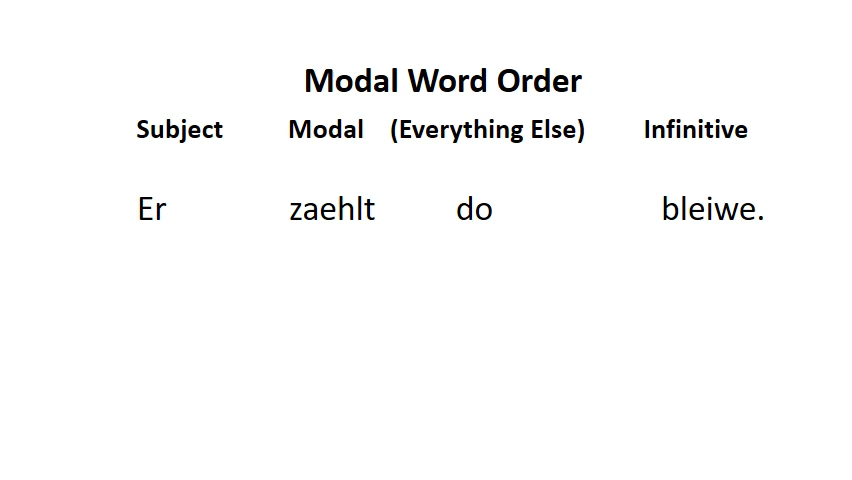 Modal Word Order
Subject Modal (Everything Else) Infinitive
Er zaehlt do bleiwe.